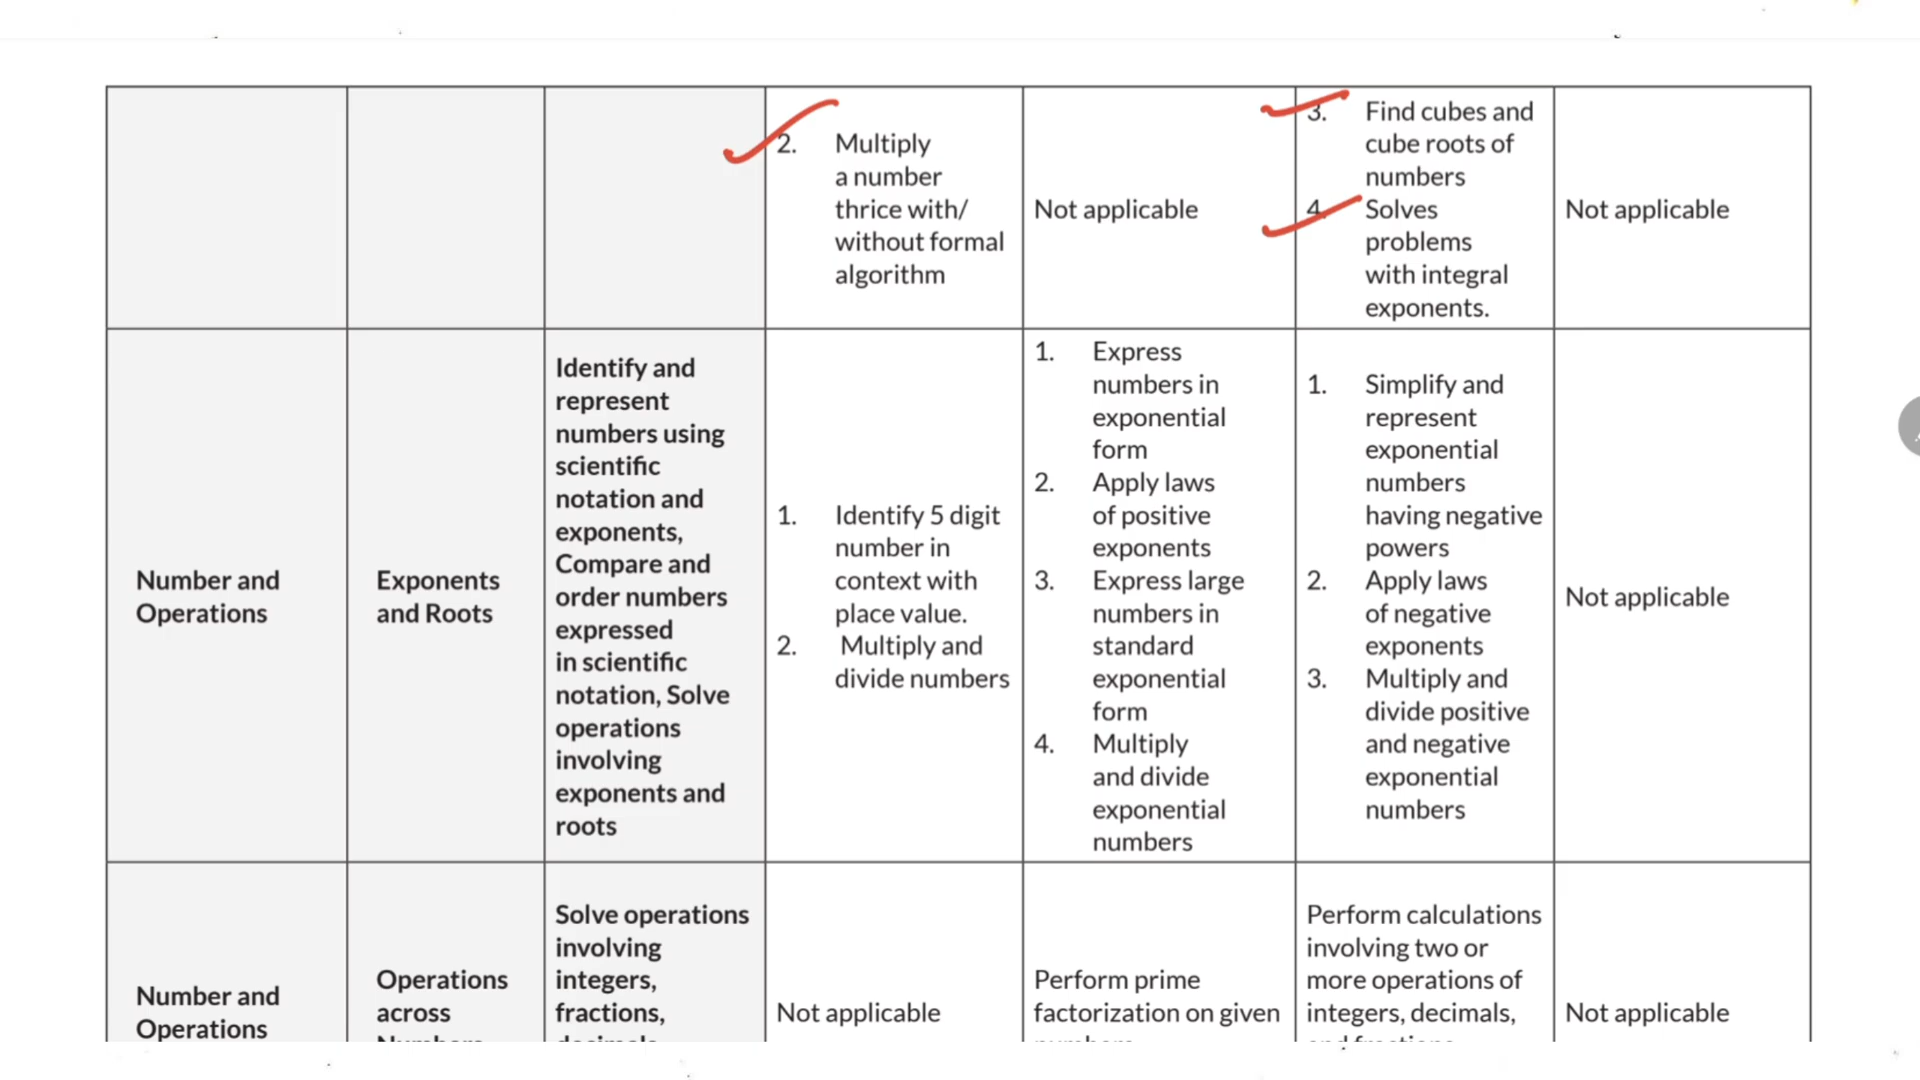 2. Multiply
a number
thrice with/
without formal
algorithm
Not applicable
3. Find cubes and
cube roots of
numbers
4. Solves
problems
with integral
exponents.
Not applicable
Number and
Operations
Exponents
and Roots
Identify and
represent
numbers using
scientific
notation and
exponents,
Compare and
order numbers
expressed
in scientific
notation, Solve
operations
involving
exponents and
roots
1. Identify 5 digit
number in
context with
place value.
2. Multiply and
divide numbers
1. Express
numbers in
exponential
form
2. Apply laws
of positive
exponents
3. Express large
numbers in
standard
exponential
form
4. Multiply
and divide
exponential
numbers
1. Simplify and
represent
exponential
numbers
having negative
powers
2. Apply laws
of negative
exponents
3. Multiply and
divide positive
and negative
exponential
numbers
Not applicable
Number and
Operations
Operations
across
Solve operations
involving
integers,
fractions,
Not applicable
Perform prime
factorization on given
Perform calculations
involving two or
more operations of
integers, decimals,
Not applicable